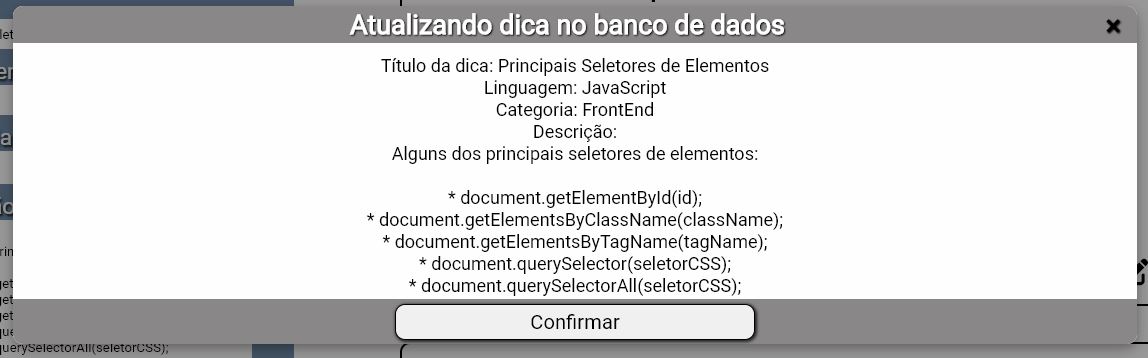 Atualizando dica no banco de dados
Título da dica: Principais Seletores de Elementos
Linguagem: JavaScript
Categoria: FrontEnd
Descrição:
Alguns dos principais seletores de elementos:
* document.getElementById(id);
* document.getElementsByClassName(className);
* document.getElementsByTagName(tagName);
* document.querySelector(seletorCSS);
* document.querySelectorAll(seletorCSS);
Confirmar
querySelectorAll(seletorCSS);